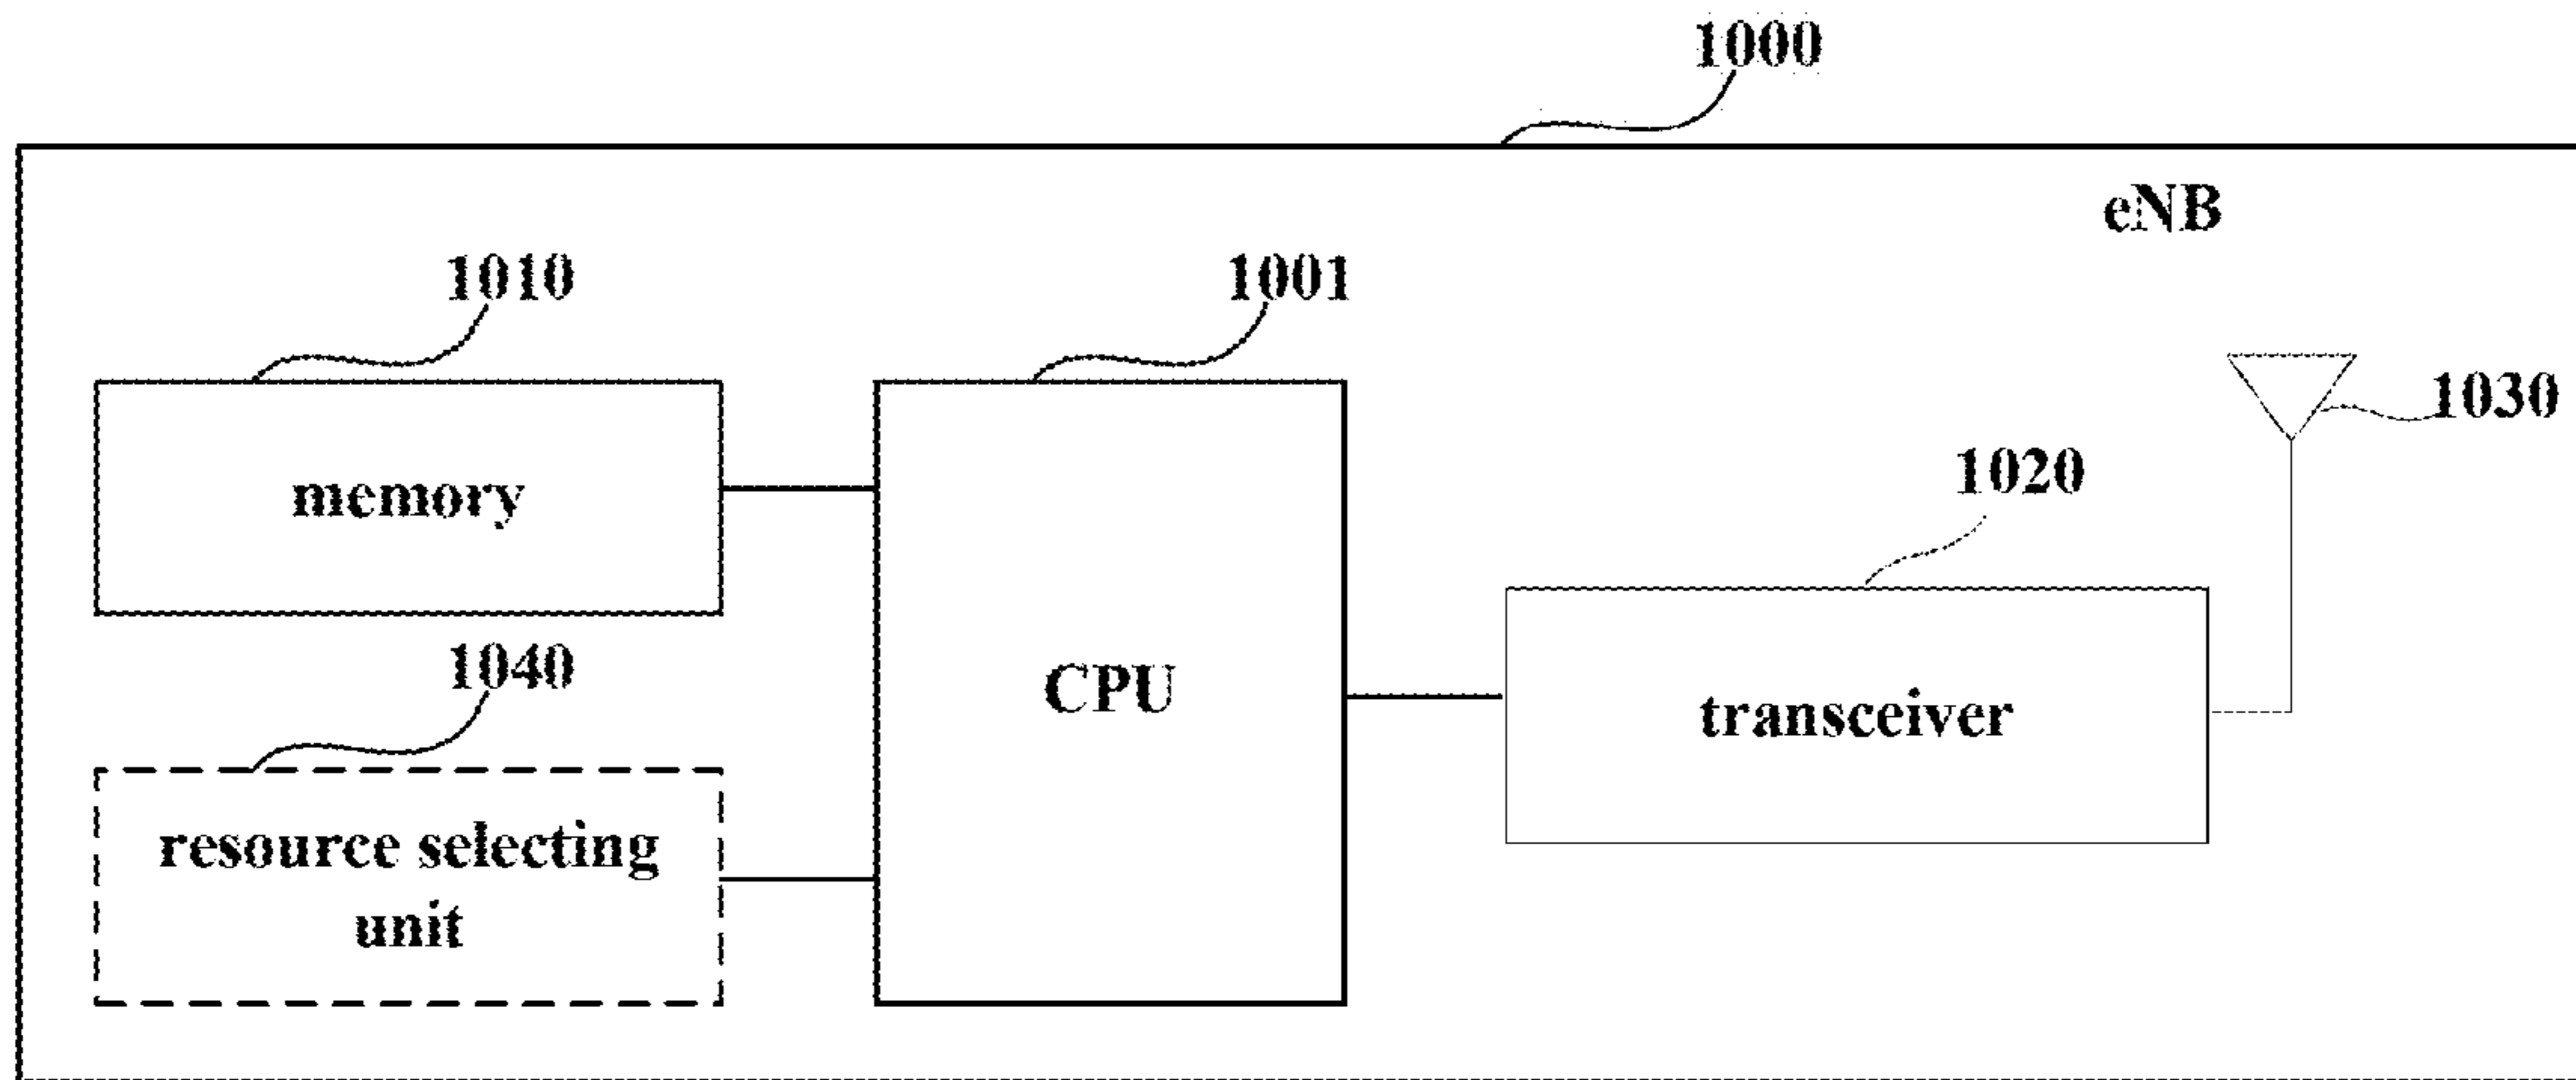 1000
eNB
1010
1001
1030
memory
1020
1040
CPU
transceiver
resource selecting
unit